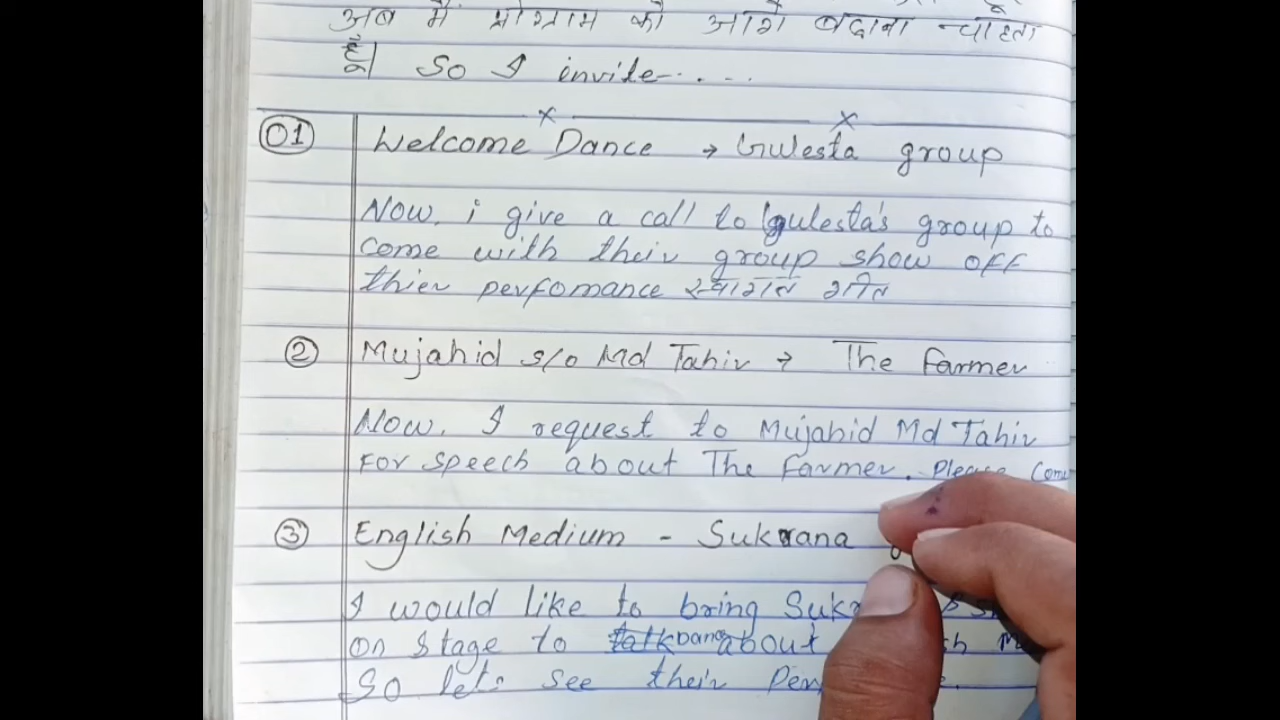 अब मैं प्रोग्राम को आगे बढाना चाहता
हूँ। So I invite.....
01 Welcome Dance → Gulesta group
Now, i give a call to gulesta's group to
come with their group show off
thier perfomance स्वागत गीत
2 Mujahid s/o Md Tahir → The Farmer
Now, I request to Mujahid Md Tahir
For speech about The Farmer. Please Come
3 English Medium - Sukrana
I would like to bring
on stage to talk Dance about
So lets see their